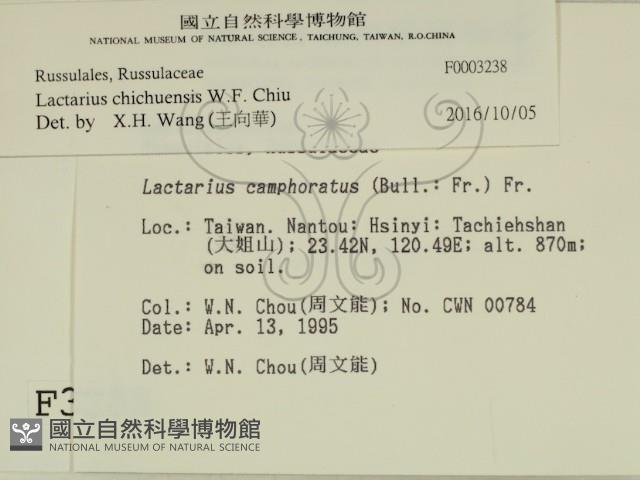 國立自然科學博物館
NATIONAL MUSEUM OF NATURAL SCIENCE, TAICHUNG, TAIWAN, R.O.CHINA
Russulales, Russulaceae
F0003238
Lactarius chichuensis W.F. Chiu
Det. by X.H. Wang(王向華)
2016/10/05
Lactarius camphoratus (Bull.: Fr.) Fr.
Loc.: Taiwan. Nantou: Hsinyi: Tachiehshan
(大姐山); 23.42N, 120.49E; alt. 870m;
on soil.
Col.: W.N. Chou(周文能); No. CWN 00784
Date: Apr. 13, 1995
Det.: W.N. Chou(周文能)
F3
國立自然科學博物館
NATIONAL MUSEUM OF NATURAL SCIENCE